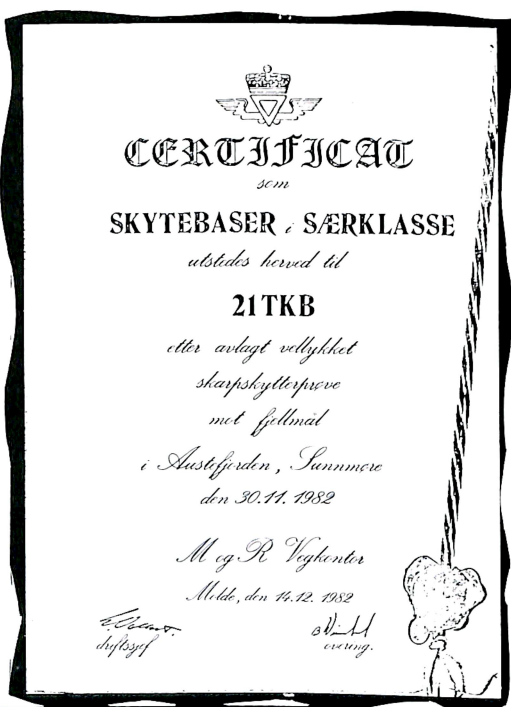 CERTIFICAT
som
SKYTEBASER i SÆRKLASSE
utstedes herved til
21TKB
etter avlagt vellykket
skarpskytterprøve
mot fjellmål
i Austefjorden, Sunnmøre
den 30.11. 1982
M og R Vegkontor
Molde, den 14.12. 1982
driftssjef
overing.